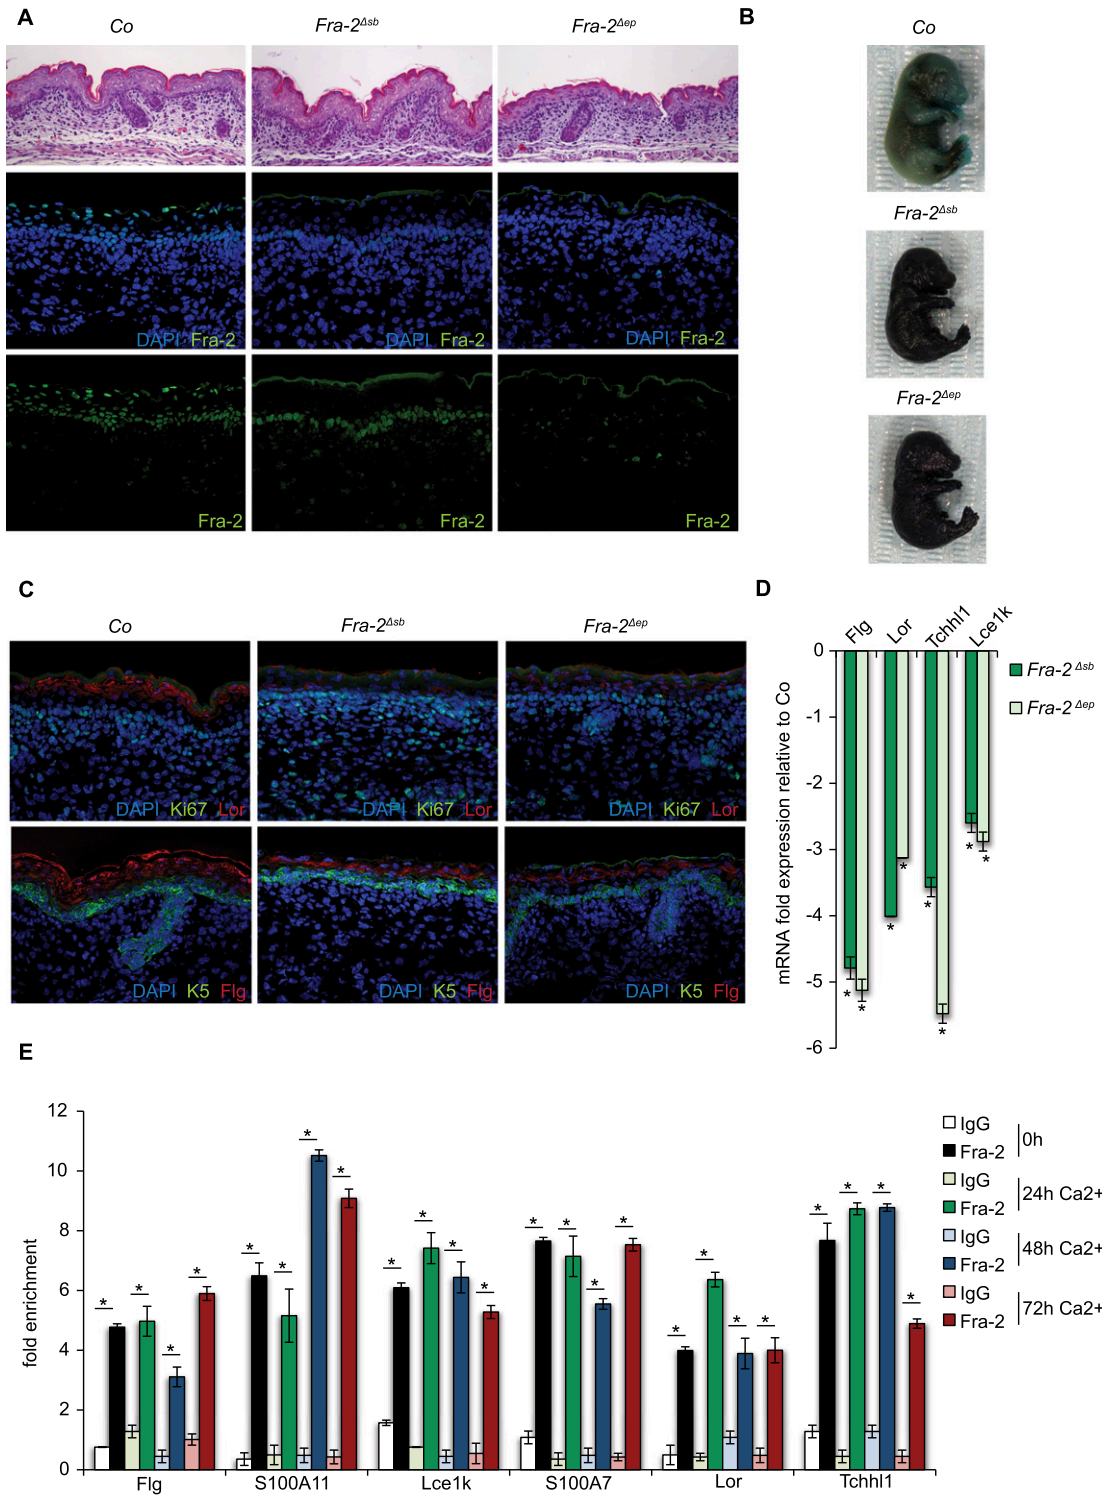 A
B
Co
Fra-2Δsb
Fra-2Δep
Co
DAPI Fra-2
DAPI Fra-2
DAPI Fra-2
Fra-2Δsb
Fra-2
Fra-2
Fra-2
Fra-2Δep
C
D
Co
Fra-2Δsb
Fra-2Δep
DAPI Ki67 Lor
DAPI Ki67 Lor
DAPI Ki67 Lor
DAPI K5 Flg
DAPI K5 Flg
DAPI K5 Flg
Flg
Lor
Tchhl1
Lce1k
mRNA fold expression relative to Co
0
-1
-2
-3
-4
-5
-6
* * * * * * * *
Fra-2 Δsb
Fra-2 Δep
E
fold enrichment
12
10
8
6
4
2
0
* * * *
* * * *
* * * *
* * * *
* * * *
* * * *
Flg
S100A11
Lce1k
S100A7
Lor
Tchhl1
IgG
Fra-2
0h
IgG
Fra-2
24h Ca2+
IgG
Fra-2
48h Ca2+
IgG
Fra-2
72h Ca2+